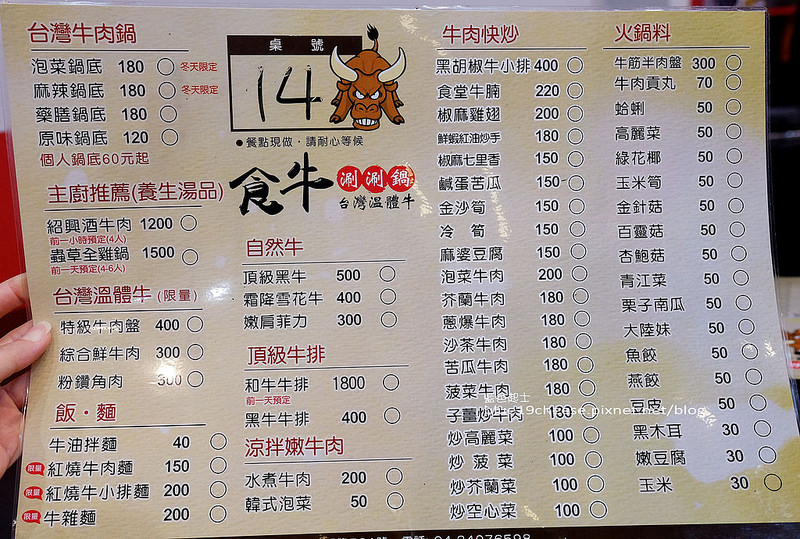 台灣牛肉鍋
泡菜鍋底 180 冬天限定
麻辣鍋底 180 冬天限定
藥膳鍋底 180
原味鍋底 120
個人鍋底60元起
主廚推薦(養生湯品)
紹興酒牛肉 1200
前一小時預定(4人)
蟲草全雞鍋 1500
前一天預定(4-6人)
台灣溫體牛(限量)
特級牛肉盤 400
綜合鮮牛肉 300
粉鑽角肉 300
飯・麵
牛油拌麵 40
限量 紅燒牛肉麵 150
限量 紅燒牛小排麵 200
限量 牛雜麵 200
桌號
14
●餐點現做,請耐心等候
食牛 涮涮鍋
台灣溫體牛
自然牛
頂級黑牛 500
霜降雪花牛 400
嫩肩菲力 300
頂級牛排
和牛牛排 1800
前一天預定
黑牛牛排 400
涼拌嫩牛肉
水煮牛肉 200
韓式泡菜 50
牛肉快炒
黑胡椒牛小排 400
食堂牛腩 220
椒麻雞翅 200
鮮蝦紅油炒手 180
椒麻七里香 150
鹹蛋苦瓜 150
金沙筍 150
冷筍 150
麻婆豆腐 150
泡菜牛肉 200
芥蘭牛肉 180
蔥爆牛肉 180
沙茶牛肉 180
苦瓜牛肉 180
菠菜牛肉 180
子薑炒牛肉 180
炒高麗菜 100
炒菠菜 100
炒芥蘭菜 100
炒空心菜 100
火鍋料
牛筋半肉盤 300
牛肉貢丸 70
蛤蜊 50
高麗菜 50
綠花椰 50
玉米筍 50
金針菇 50
百靈菇 50
杏鮑菇 50
青江菜 50
栗子南瓜 50
大陸妹 50
魚餃 50
燕餃 50
豆皮 50
黑木耳 30
嫩豆腐 30
玉米 30